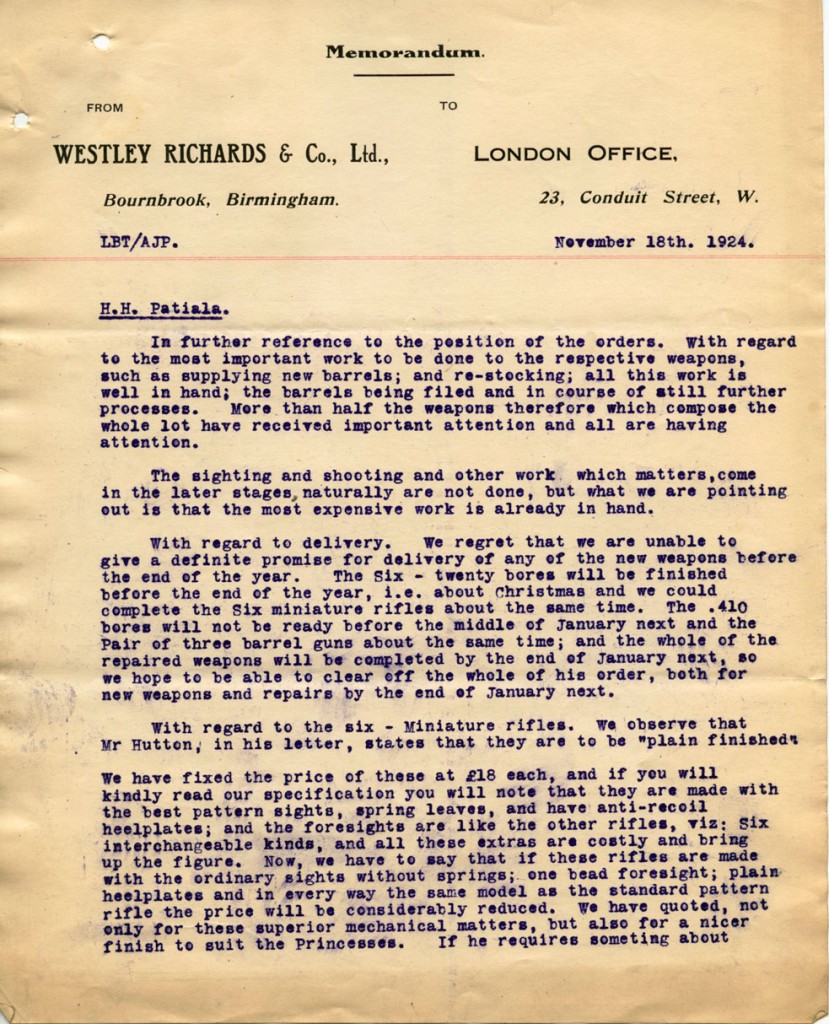 Memorandum.
FROM
TO
WESTLEY RICHARDS & Co., Ltd.,
LONDON OFFICE,
Bournbrook, Birmingham.
23, Conduit Street, W.
LBT/AJP.
November 18th. 1924.
H.H. Patiala.
In further reference to the position of the orders. With regard
to the most important work to be done to the respective weapons,
such as supplying new barrels; and re-stocking; all this work is
well in hand; the barrels being filed and in course of still further
processes. More than half the weapons therefore which compose the
whole lot have received important attention and all are having
attention.
The sighting and shooting and other work which matters,come
in the later stages,naturally are not done, but what we are pointing
out is that the most expensive work is already in hand.
With regard to delivery. We regret that we are unable to
give a definite promise for delivery of any of the new weapons before
the end of the year. The Six - twenty bores will be finished
before the end of the year, i.e. about Christmas and we could
complete the Six miniature rifles about the same time. The .410
bores will not be ready before the middle of January next and the
Pair of three barrel guns about the same time; and the whole of the
repaired weapons will be completed by the end of January next, so
we hope to be able to clear off the whole of his order, both for
new weapons and repairs by the end of January next.
With regard to the six - Miniature rifles. We observe that
Mr Hutton, in his letter, states that they are to be "plain finished"
We have fixed the price of these at £18 each, and if you will
kindly read our specification you will note that they are made with
the best pattern sights, spring leaves, and have anti-recoil
heelplates; and the foresights are like the other rifles, viz: Six
interchangeable kinds, and all these extras are costly and bring
up the figure. Now, we have to say that if these rifles are made
with the ordinary sights without springs; one bead foresight; plain
heelplates and in every way the same model as the standard pattern
rifle the price will be considerably reduced. We have quoted, not
only for these superior mechanical matters, but also for a nicer
finish to suit the Princesses. If he requires someting about